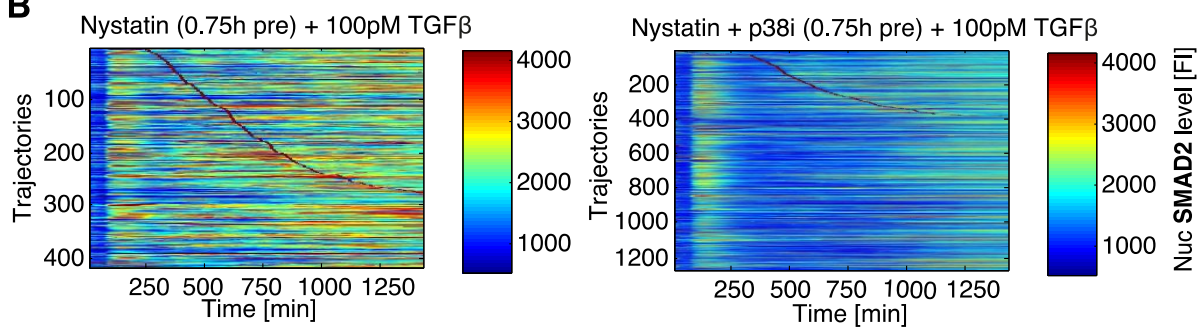 B
Nystatin (0.75h pre) + 100pM TGFβ
Trajectories
100
200
300
400
250 500 750 1000 1250
Time [min]
4000
3000
2000
1000
Nystatin + p38i (0.75h pre) + 100pM TGFβ
Trajectories
200
400
600
800
1000
1200
250 500 750 1000 1250
Time [min]
4000
3000
2000
1000
Nuc SMAD2 level [FI]